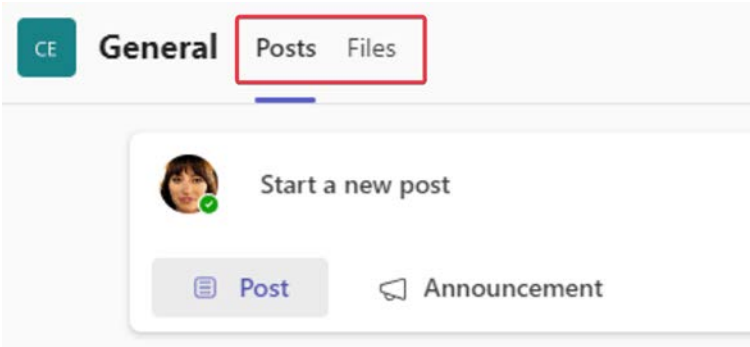 CE General Posts Files
Start a new post
Post Announcement